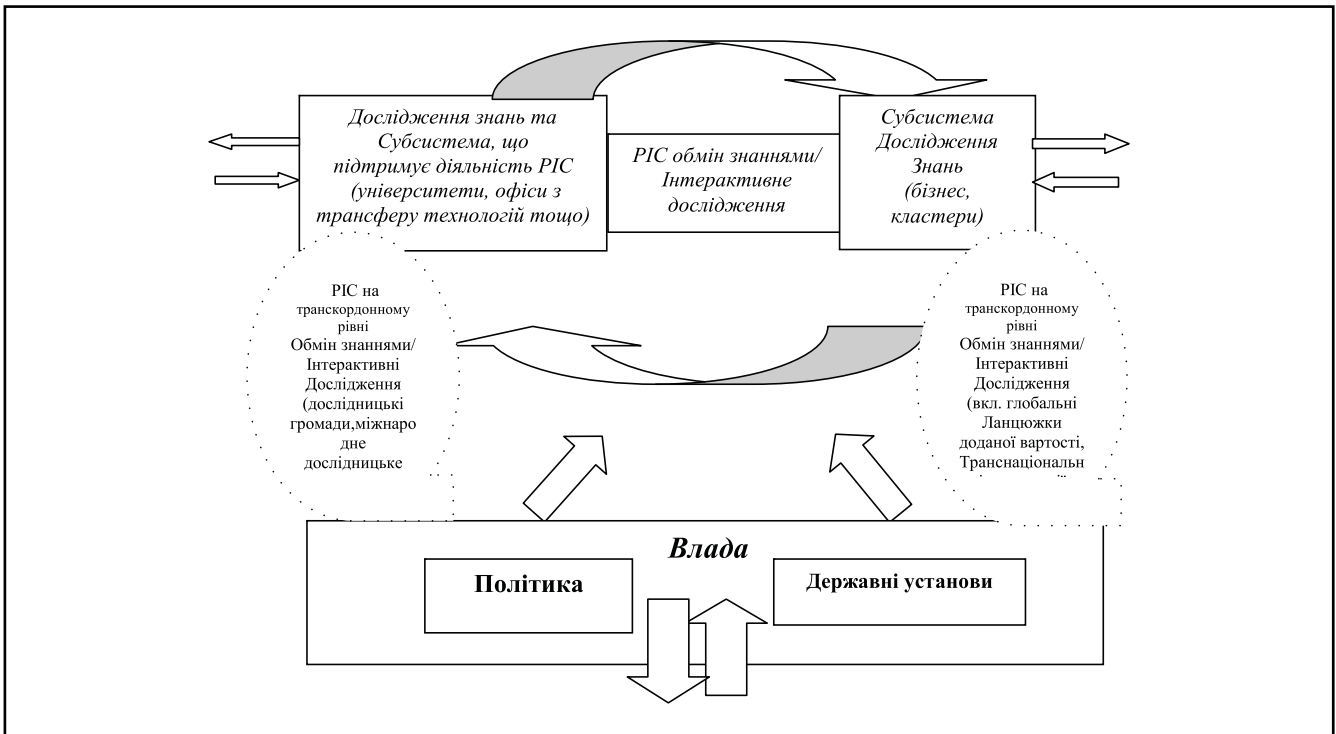 Дослідження знань та
Субсистема, що
підтримує діяльність РІС
(університети, офіси з
трансферу технологій тощо)
РІС обмін знаннями/
Інтерактивне
дослідження
Субсистема
Дослідження
Знань
(бізнес,
кластери)
РІС на
транскордонному
рівні
Обмін знаннями/
Інтерактивні
Дослідження
(дослідницькі
громади,міжнаро
дне
дослідницьке
РІС на
транскордонному
рівні
Обмін знаннями/
Інтерактивні
Дослідження
(вкл. глобальні
Ланцюжки
доданої вартості,
Транснаціональн
Влада
Політика
Державні установи